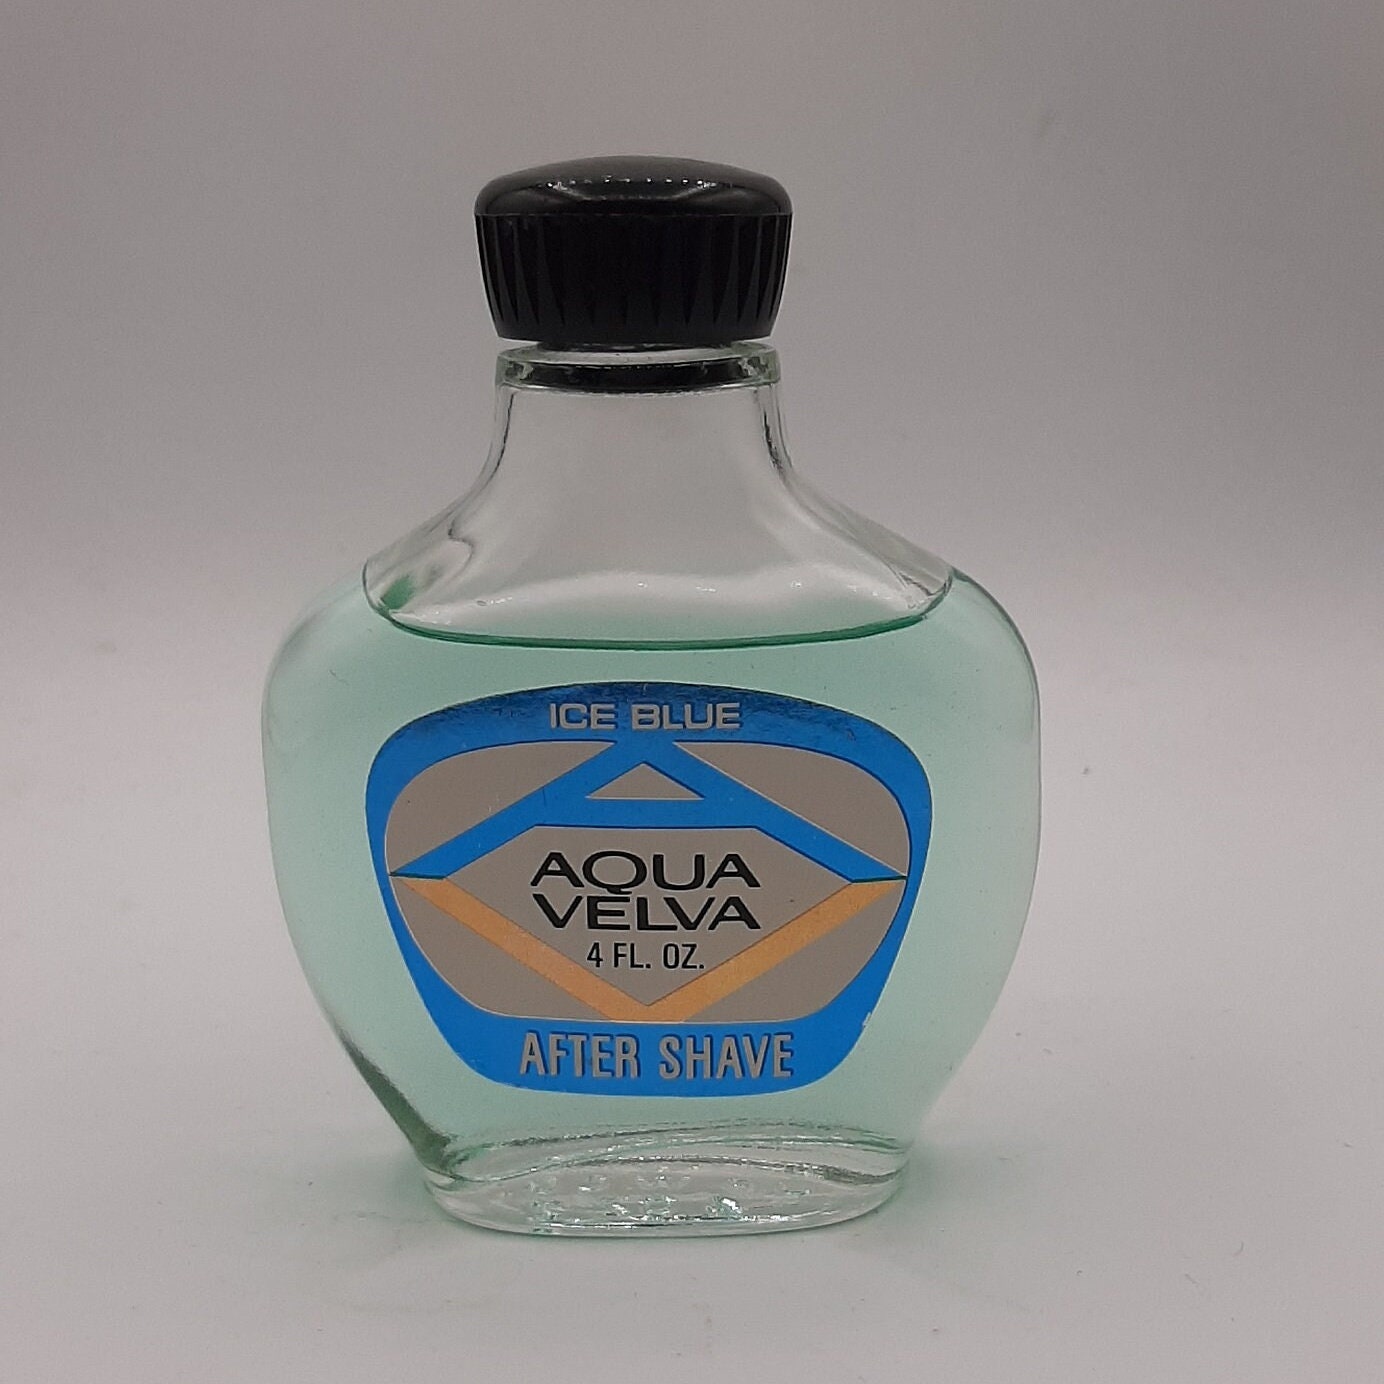 ICE BLUE
AQUA
VELVA
4 FL. OZ.
AFTER SHAVE